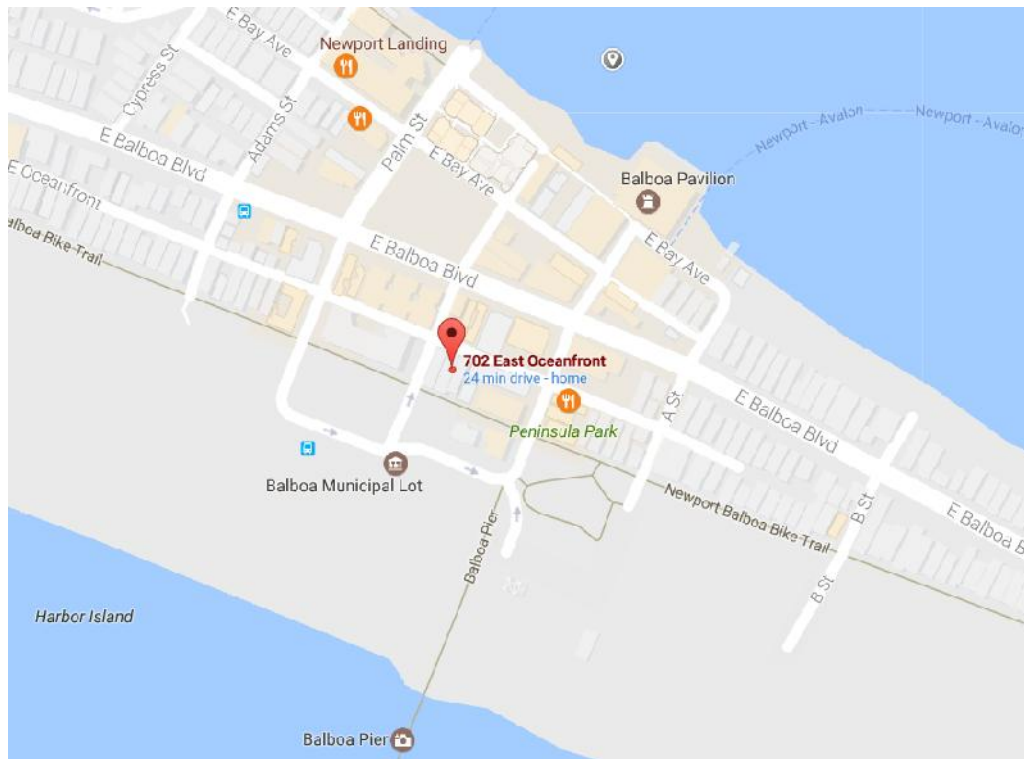 E Bay Ave
Newport Landing
Cypress St
Adams St
Palm St
E Balboa Blvd
E Bay Ave
Newport - Avalon
Newport - Avalo
Balboa Pavilion
E Oceanfront
alboa Bike Trail
E Balboa Blvd
E Bay Ave
702 East Oceanfront
24 min drive - home
A St
Peninsula Park
E Balboa Blvd
Balboa Municipal Lot
Newport Balboa Bike Trail
B St
E Balboa B
Balboa Pier
B St
Harbor Island
Balboa Pier